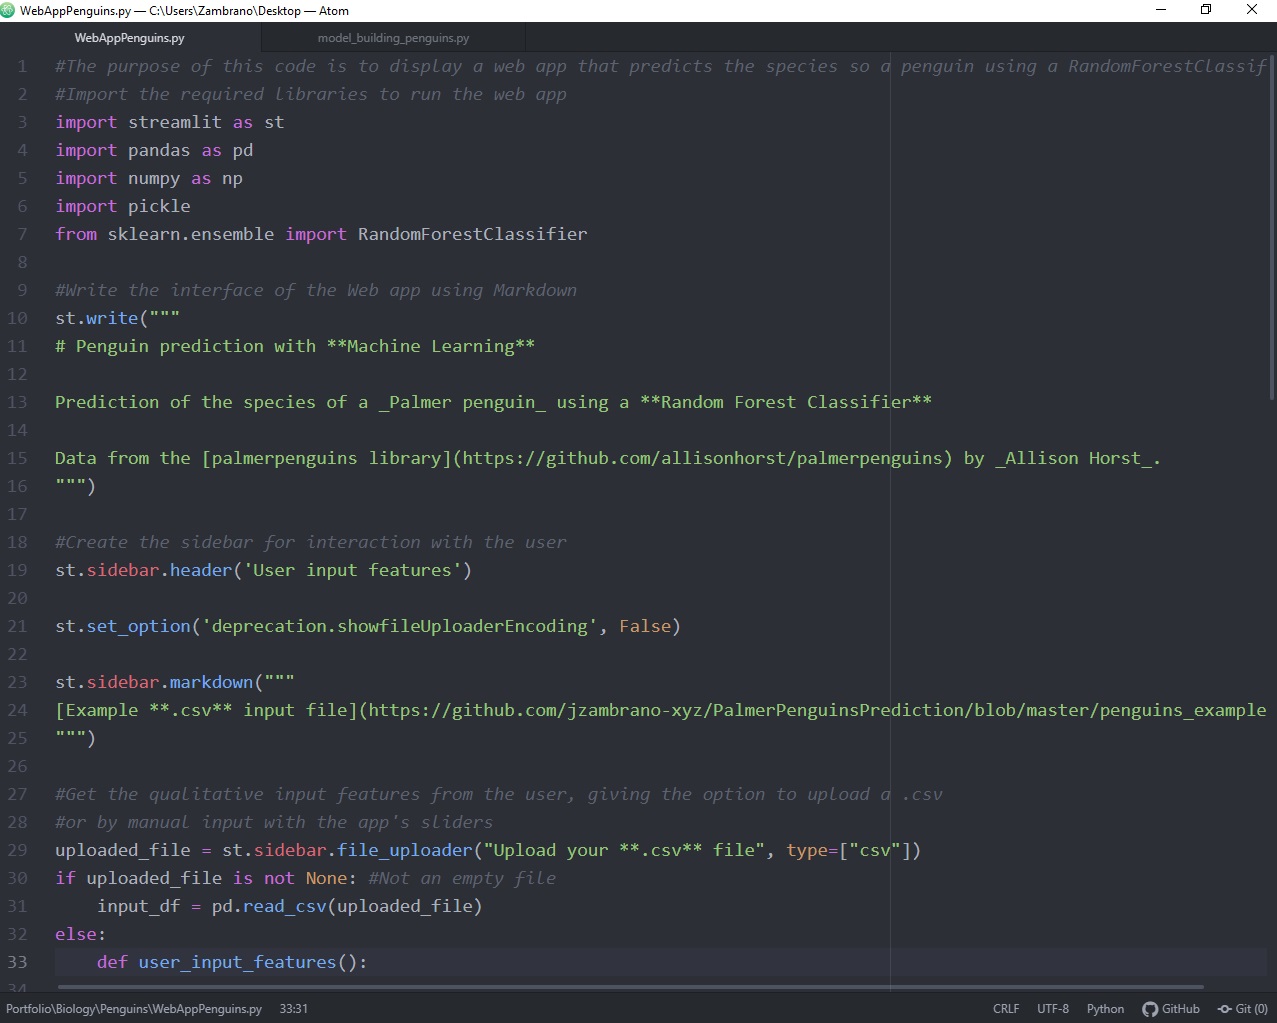 WebAppPenguins.py — C:\Users\Zambrano\Desktop — Atom
WebAppPenguins.py model_building_penguins.py
1 #The purpose of this code is to display a web app that predicts the species so a penguin using a RandomForestClassif
2 #Import the required libraries to run the web app
3 import streamlit as st
4 import pandas as pd
5 import numpy as np
6 import pickle
7 from sklearn.ensemble import RandomForestClassifier
8
9 #Write the interface of the Web app using Markdown
10 st.write("""
11 # Penguin prediction with **Machine Learning**
12
13 Prediction of the species of a _Palmer penguin_ using a **Random Forest Classifier**
14
15 Data from the [palmerpenguins library](https://github.com/allisonhorst/palmerpenguins) by _Allison Horst_.
16 """)
17
18 #Create the sidebar for interaction with the user
19 st.sidebar.header('User input features')
20
21 st.set_option('deprecation.showfileUploaderEncoding', False)
22
23 st.sidebar.markdown("""
24 [Example **.csv** input file](https://github.com/jzambrano-xyz/PalmerPenguinsPrediction/blob/master/penguins_example
25 """)
26
27 #Get the qualitative input features from the user, giving the option to upload a .csv
28 #or by manual input with the app's sliders
29 uploaded_file = st.sidebar.file_uploader("Upload your **.csv** file", type=["csv"])
30 if uploaded_file is not None: #Not an empty file
31     input_df = pd.read_csv(uploaded_file)
32 else:
33     def user_input_features():
34
Portfolio\Biology\Penguins\WebAppPenguins.py 33:31 CRLF UTF-8 Python GitHub Git (0)